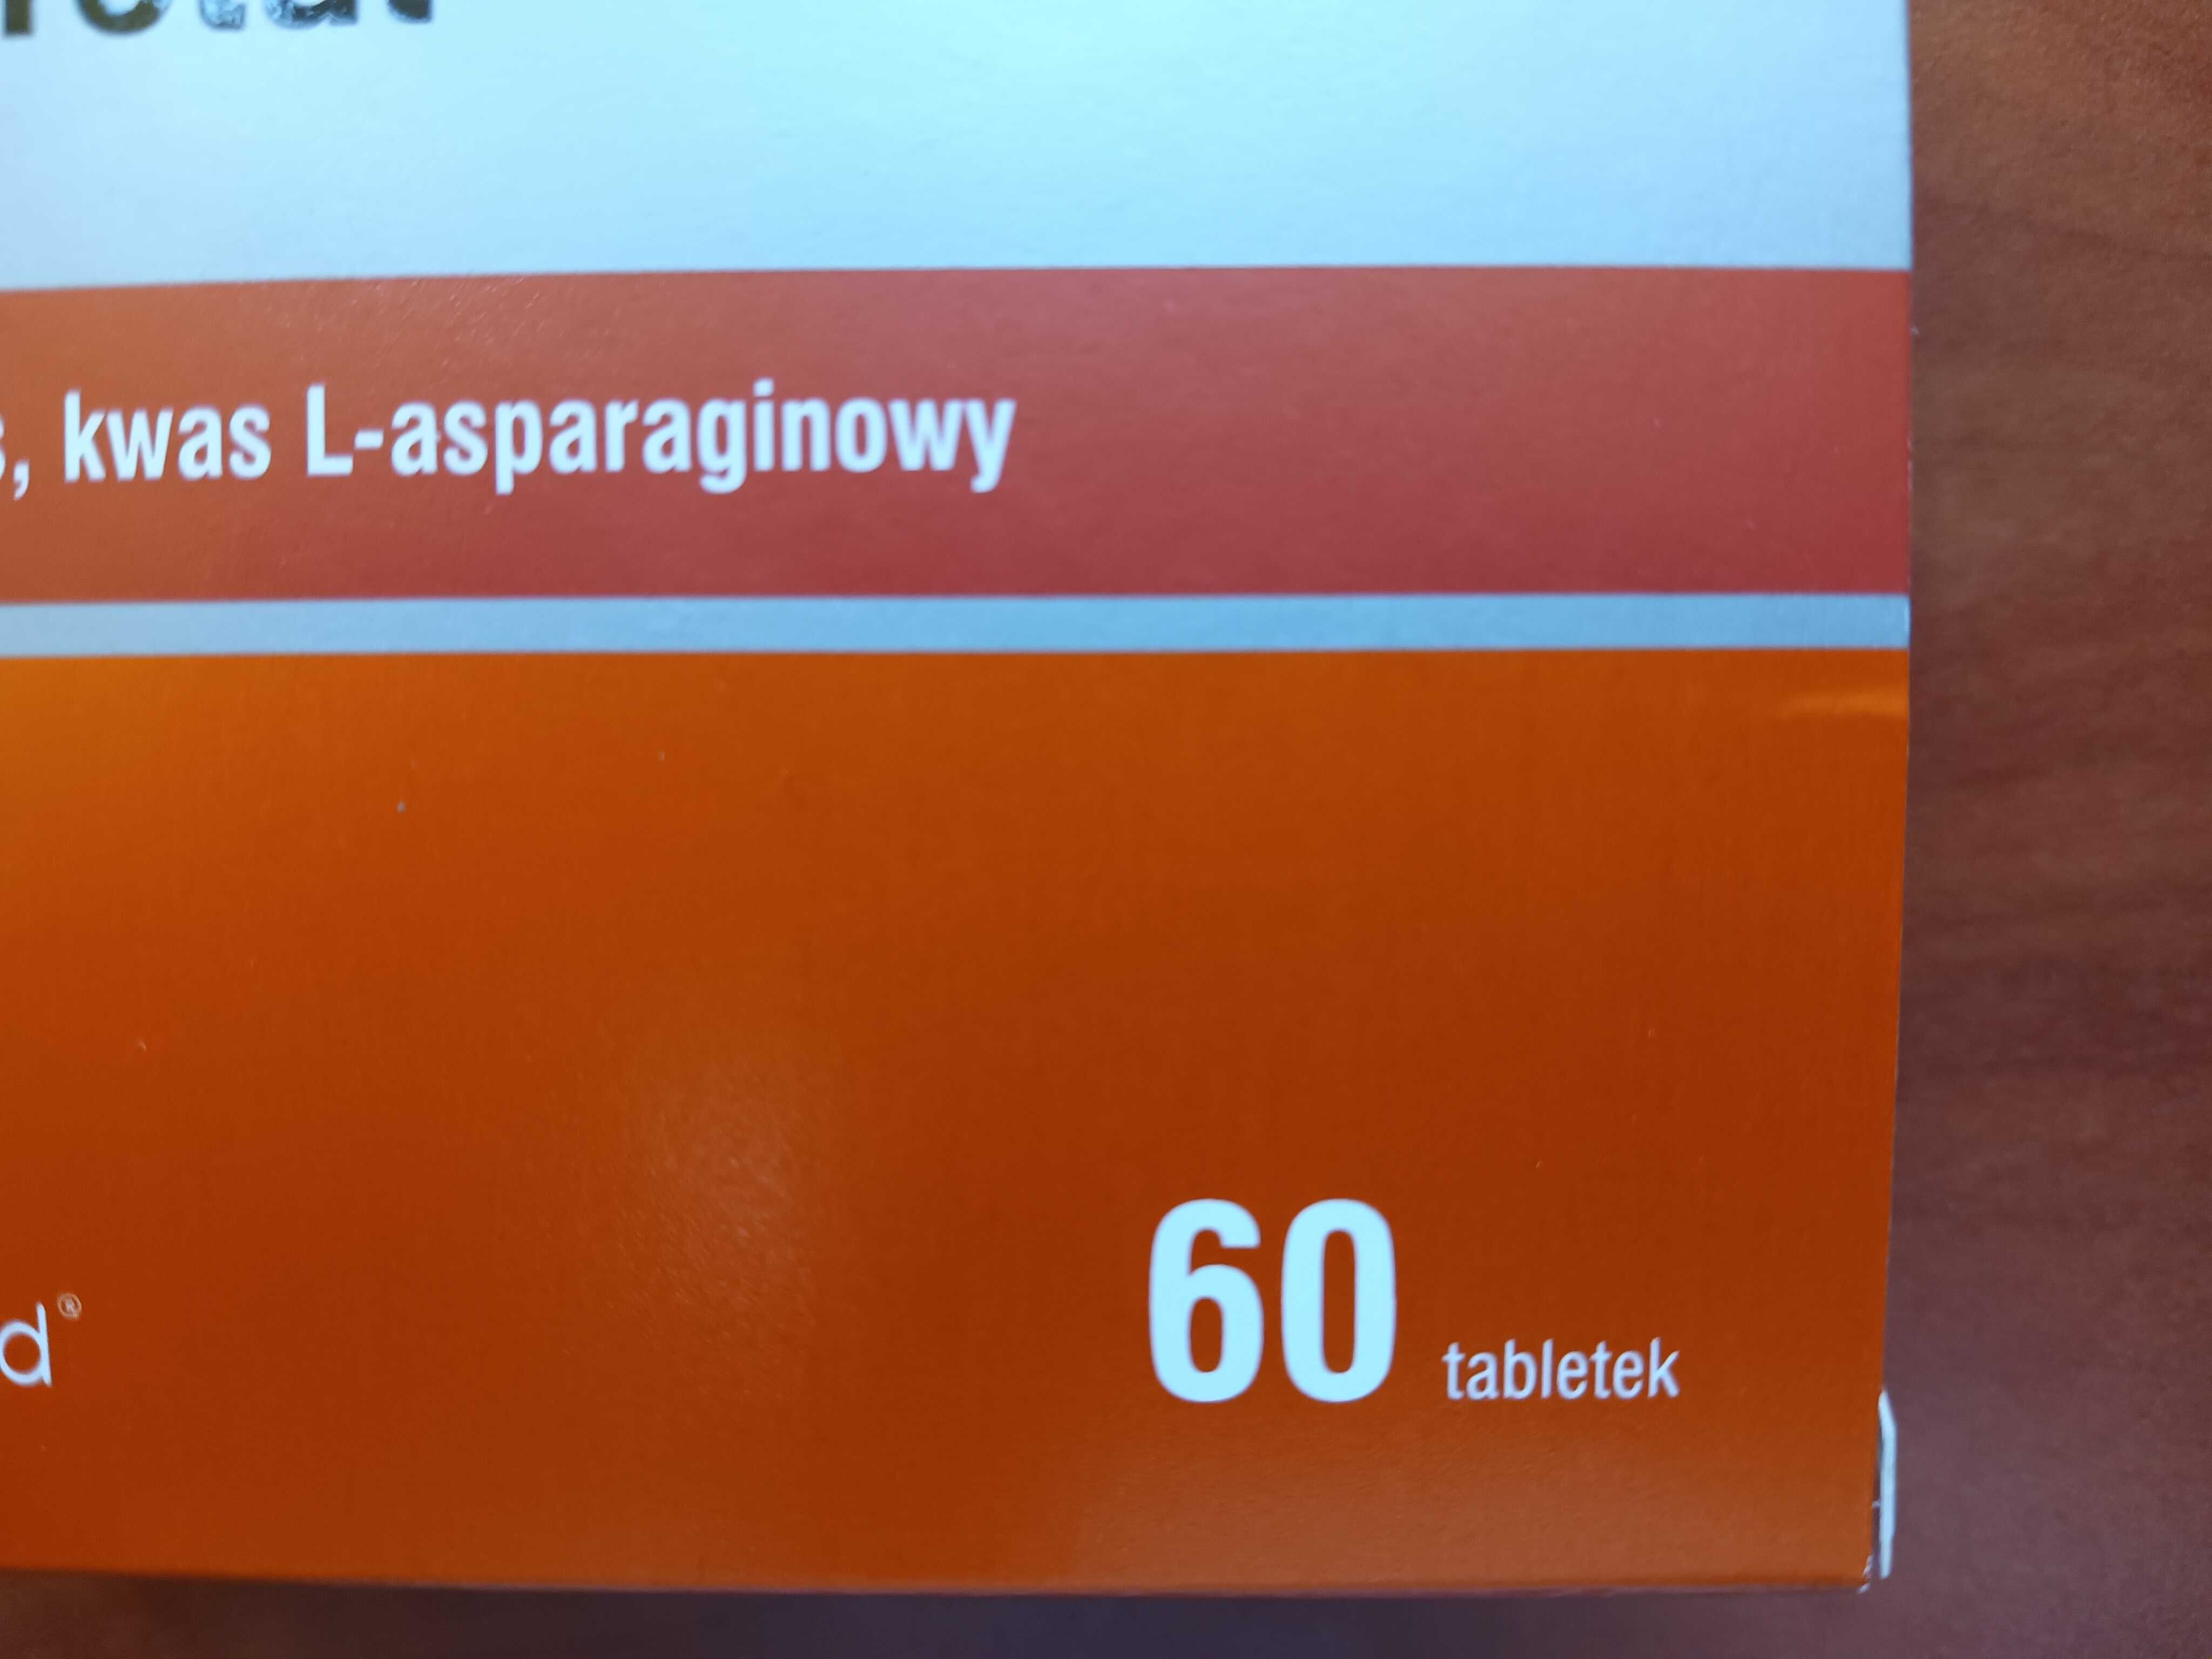 kwas L-asparaginowy
60 tabletek